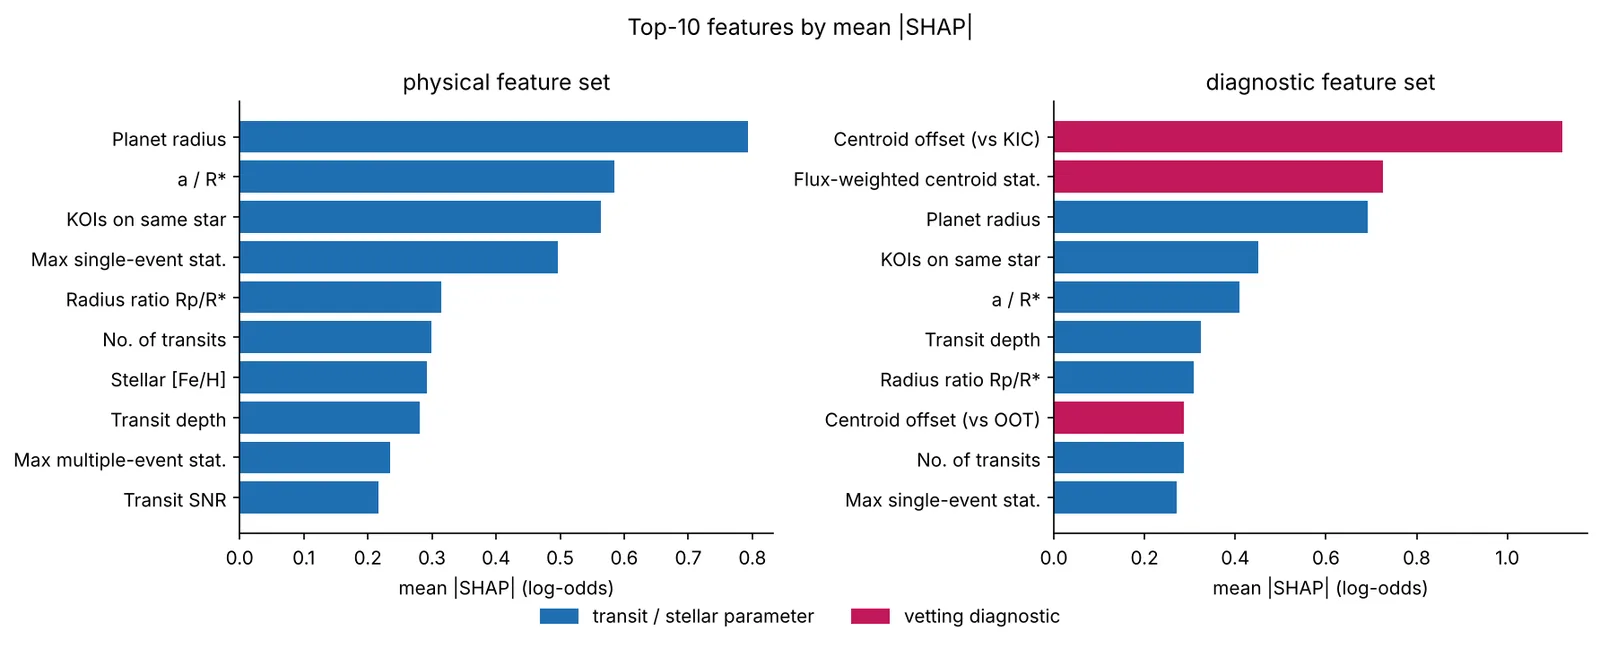 Top-10 features by mean |SHAP|
physical feature set
Planet radius
a / R*
KOIs on same star
Max single-event stat.
Radius ratio Rp/R*
No. of transits
Stellar [Fe/H]
Transit depth
Max multiple-event stat.
Transit SNR
0.0 0.1 0.2 0.3 0.4 0.5 0.6 0.7 0.8
mean |SHAP| (log-odds)
diagnostic feature set
Centroid offset (vs KIC)
Flux-weighted centroid stat.
Planet radius
KOIs on same star
a / R*
Transit depth
Radius ratio Rp/R*
Centroid offset (vs OOT)
No. of transits
Max single-event stat.
0.0 0.2 0.4 0.6 0.8 1.0
mean |SHAP| (log-odds)
transit / stellar parameter
vetting diagnostic